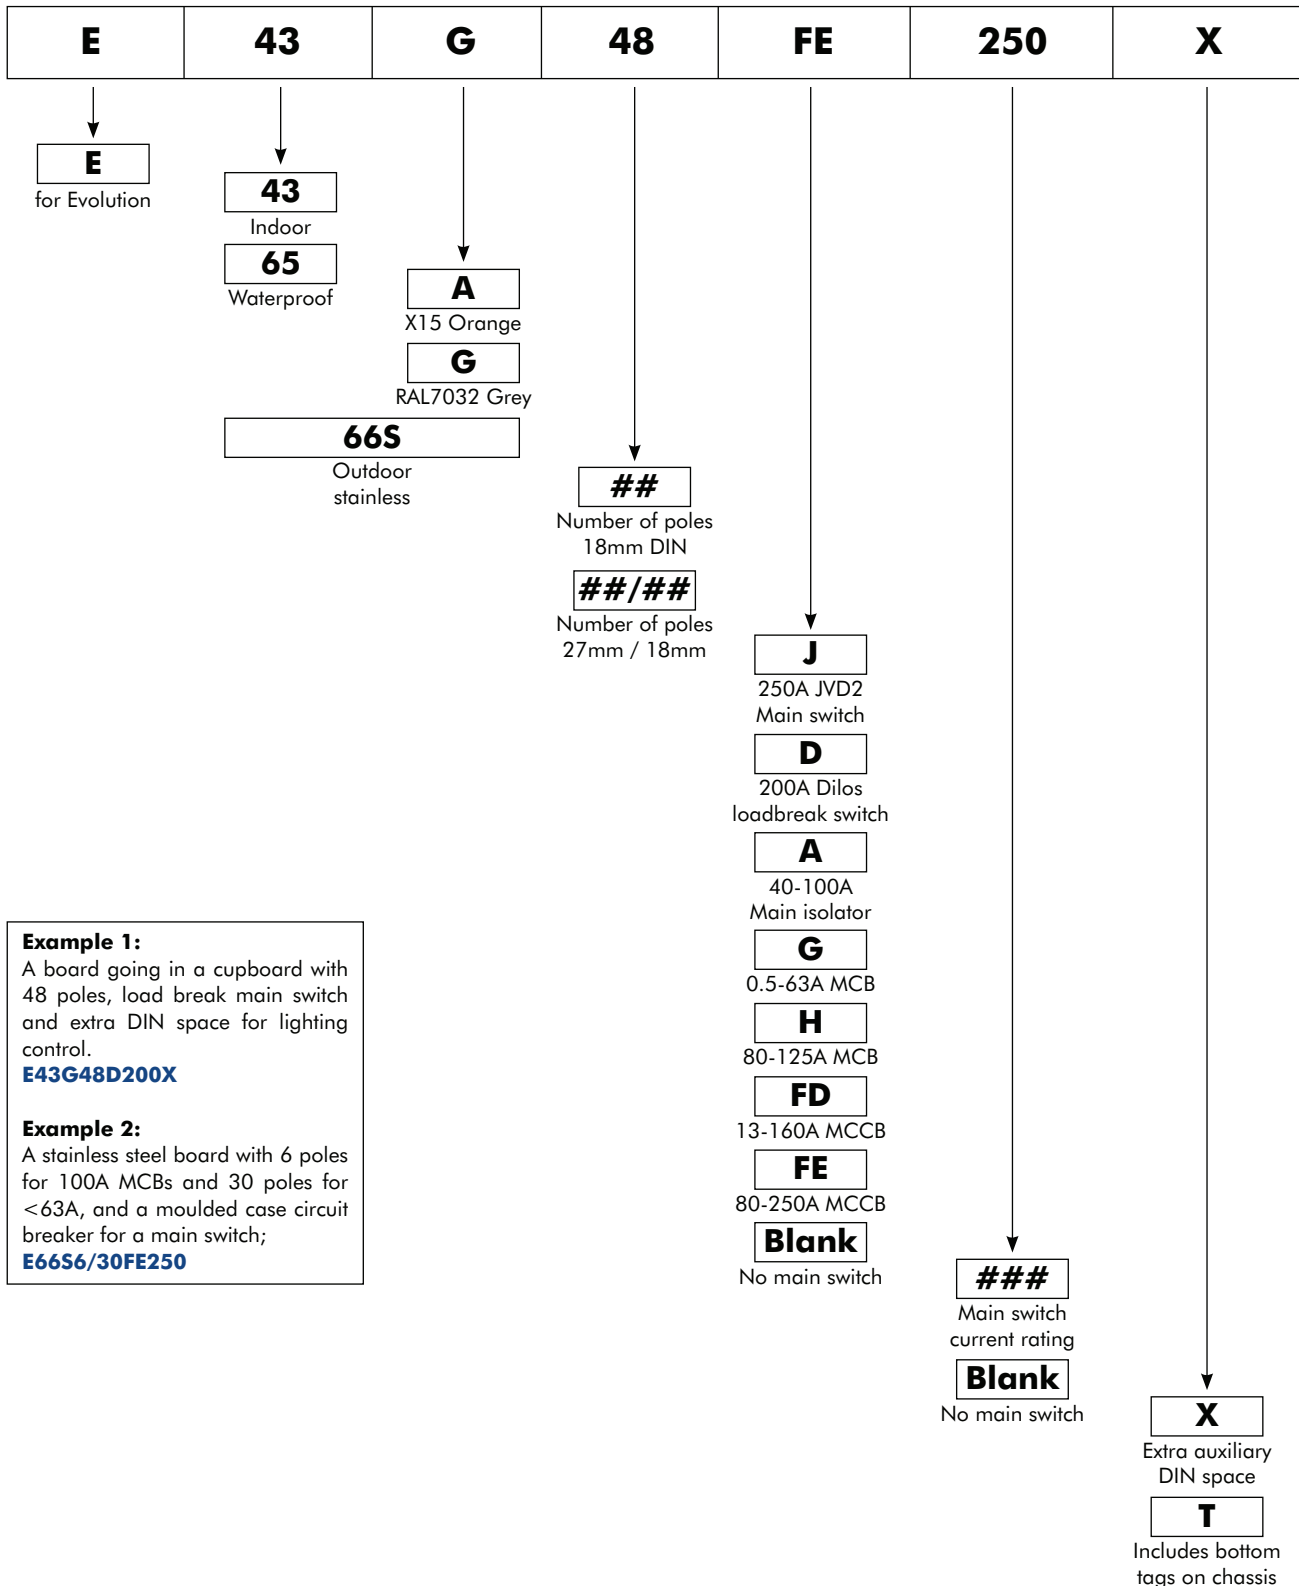 E 43 G 48 FE 250 X
E
for Evolution
43
Indoor
65
Waterproof
A
X15 Orange
G
RAL7032 Grey
66S
Outdoor
stainless
##
Number of poles
18mm DIN
##/##
Number of poles
27mm / 18mm
J
250A JVD2
Main switch
D
200A Dilos
loadbreak switch
A
40-100A
Main isolator
G
0.5-63A MCB
H
80-125A MCB
FD
13-160A MCCB
FE
80-250A MCCB
Blank
No main switch
###
Main switch
current rating
Blank
No main switch
X
Extra auxiliary
DIN space
T
Includes bottom
tags on chassis
Example 1:
A board going in a cupboard with
48 poles, load break main switch
and extra DIN space for lighting
control.
E43G48D200X
Example 2:
A stainless steel board with 6 poles
for 100A MCBs and 30 poles for
<63A, and a moulded case circuit
breaker for a main switch;
E66S6/30FE250